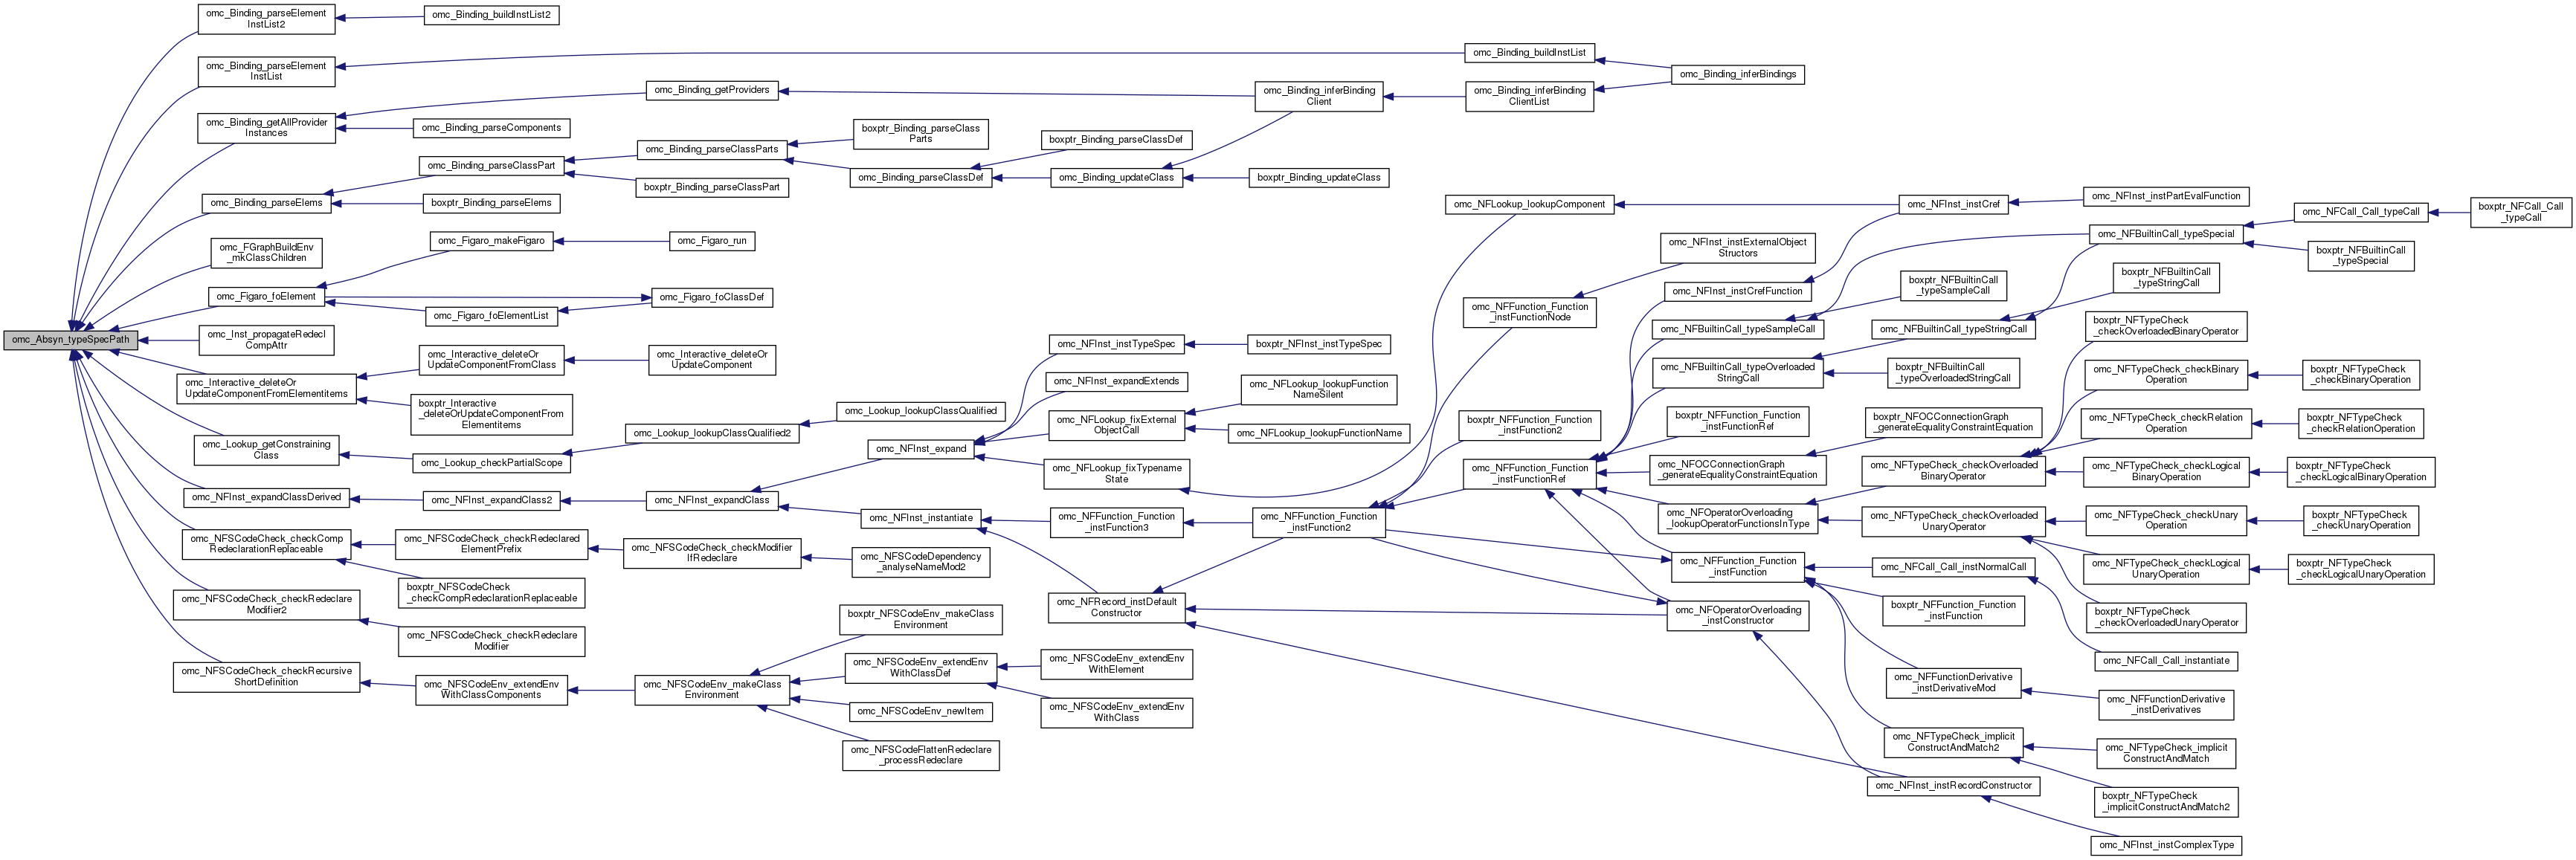 omc_Absyn_typeSpecPath
omc_Binding_parseElement
InstList2
omc_Binding_buildInstList2
omc_Binding_parseElement
InstList
omc_Binding_buildInstList
omc_Binding_inferBindings
omc_Binding_getAllProvider
Instances
omc_Binding_getProviders
omc_Binding_parseComponents
omc_Binding_inferBinding
Client
omc_Binding_inferBinding
ClientList
omc_Binding_parseElems
omc_Binding_parseClassPart
boxptr_Binding_parseElems
omc_Binding_parseClassParts
boxptr_Binding_parseClassPart
boxptr_Binding_parseClass
Parts
omc_Binding_parseClassDef
boxptr_Binding_parseClassDef
omc_Binding_updateClass
boxptr_Binding_updateClass
omc_FGraphBuildEnv
_mkClassChildren
omc_Figaro_foElement
omc_Figaro_makeFigaro
omc_Figaro_run
omc_Figaro_foElementList
omc_Figaro_foClassDef
omc_Inst_propagateRedecl
CompAttr
omc_Interactive_deleteOr
UpdateComponentFromElementitems
omc_Interactive_deleteOr
UpdateComponentFromClass
omc_Interactive_deleteOr
UpdateComponent
boxptr_Interactive
_deleteOrUpdateComponentFrom
Elementitems
omc_Lookup_getConstraining
Class
omc_Lookup_checkPartialScope
omc_Lookup_lookupClassQualified2
omc_Lookup_lookupClassQualified
omc_NFInst_expandClassDerived
omc_NFInst_expandClass2
omc_NFInst_expandClass
omc_NFInst_expand
omc_NFInst_instantiate
omc_NFInst_instTypeSpec
boxptr_NFInst_instTypeSpec
omc_NFInst_expandExtends
omc_NFLookup_fixExternal
ObjectCall
omc_NFLookup_lookupFunction
NameSilent
omc_NFLookup_lookupFunctionName
omc_NFLookup_fixTypename
State
omc_NFLookup_lookupComponent
omc_NFInst_instCref
omc_NFInst_instPartEvalFunction
omc_NFFunction_Function
_instFunction3
omc_NFFunction_Function
_instFunction2
omc_NFRecord_instDefault
Constructor
omc_NFFunction_Function
_instFunctionNode
omc_NFInst_instExternalObject
Structors
boxptr_NFFunction_Function
_instFunction2
omc_NFFunction_Function
_instFunctionRef
omc_NFInst_instCrefFunction
omc_NFBuiltinCall_typeSampleCall
boxptr_NFBuiltinCall
_typeSampleCall
omc_NFBuiltinCall_typeSpecial
omc_NFCall_Call_typeCall
boxptr_NFCall_Call
_typeCall
boxptr_NFBuiltinCall
_typeSpecial
omc_NFBuiltinCall_typeOverloaded
StringCall
omc_NFBuiltinCall_typeStringCall
boxptr_NFBuiltinCall
_typeStringCall
boxptr_NFBuiltinCall
_typeOverloadedStringCall
boxptr_NFFunction_Function
_instFunctionRef
omc_NFOCConnectionGraph
_generateEqualityConstraintEquation
boxptr_NFOCConnectionGraph
_generateEqualityConstraintEquation
omc_NFOperatorOverloading
_lookupOperatorFunctionsInType
omc_NFTypeCheck_checkOverloaded
BinaryOperator
boxptr_NFTypeCheck
_checkOverloadedBinaryOperator
omc_NFTypeCheck_checkBinary
Operation
boxptr_NFTypeCheck
_checkBinaryOperation
omc_NFTypeCheck_checkRelation
Operation
boxptr_NFTypeCheck
_checkRelationOperation
omc_NFTypeCheck_checkLogical
BinaryOperation
boxptr_NFTypeCheck
_checkLogicalBinaryOperation
omc_NFTypeCheck_checkOverloaded
UnaryOperator
omc_NFTypeCheck_checkUnary
Operation
boxptr_NFTypeCheck
_checkUnaryOperation
omc_NFTypeCheck_checkLogical
UnaryOperation
boxptr_NFTypeCheck
_checkLogicalUnaryOperation
boxptr_NFTypeCheck
_checkOverloadedUnaryOperator
omc_NFFunction_Function
_instFunction
omc_NFCall_Call_instNormalCall
omc_NFCall_Call_instantiate
boxptr_NFFunction_Function
_instFunction
omc_NFFunctionDerivative
_instDerivativeMod
omc_NFFunctionDerivative
_instDerivatives
omc_NFTypeCheck_implicit
ConstructAndMatch2
omc_NFTypeCheck_implicit
ConstructAndMatch
boxptr_NFTypeCheck
_implicitConstructAndMatch2
omc_NFOperatorOverloading
_instConstructor
omc_NFInst_instRecordConstructor
omc_NFInst_instComplexType
omc_NFSCodeCheck_checkComp
RedeclarationReplaceable
omc_NFSCodeCheck_checkRedeclared
ElementPrefix
omc_NFSCodeCheck_checkModifier
IfRedeclare
omc_NFSCodeDependency
_analyseNameMod2
boxptr_NFSCodeCheck
_checkCompRedeclarationReplaceable
omc_NFSCodeCheck_checkRedeclare
Modifier2
omc_NFSCodeCheck_checkRedeclare
Modifier
omc_NFSCodeCheck_checkRecursive
ShortDefinition
omc_NFSCodeEnv_extendEnv
WithClassComponents
omc_NFSCodeEnv_makeClass
Environment
boxptr_NFSCodeEnv_makeClass
Environment
omc_NFSCodeEnv_extendEnv
WithClassDef
omc_NFSCodeEnv_extendEnv
WithElement
omc_NFSCodeEnv_extendEnv
WithClass
omc_NFSCodeEnv_newItem
omc_NFSCodeFlattenRedeclare
_processRedeclare